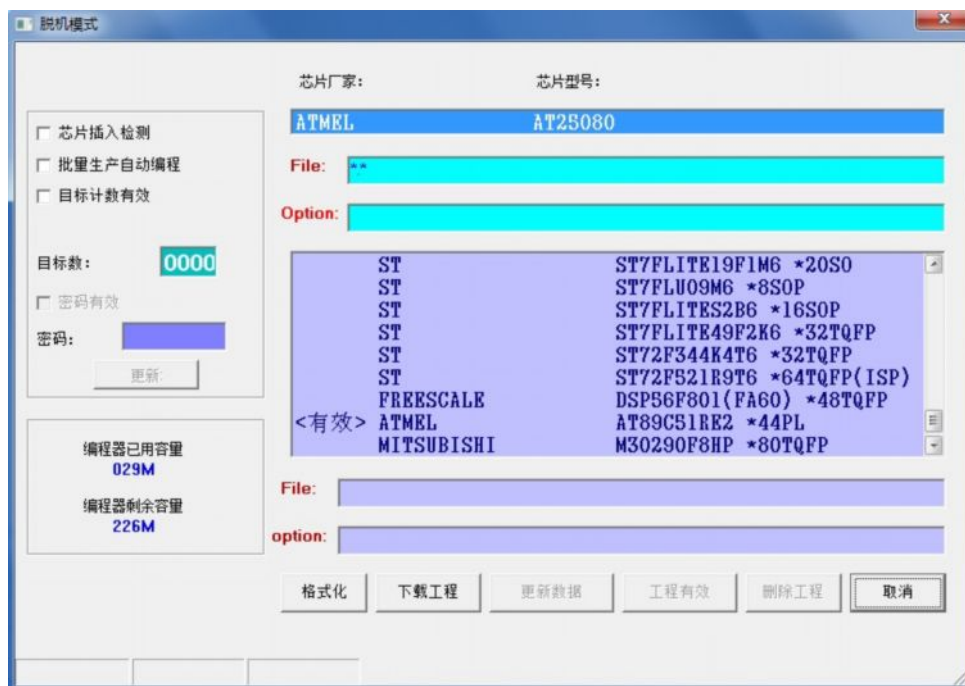 脱机模式
芯片厂家: 芯片型号:
ATMEL AT25080
芯片插入检测
批量生产自动编程
目标计数有效
File: *.*
Option:
目标数: 0000
密码有效
密码:
更新:
ST ST7FLITE19F1M6 *20SO
ST ST7FLU09M6 *8SOP
ST ST7FLITES2B6 *16SOP
ST ST7FLITE49F2K6 *32TQFP
ST ST72F344K4T6 *32TQFP
ST ST72F521R9T6 *64TQFP(ISP)
FREESCALE DSP56F801(FA60) *48TQFP
<有效> ATMEL AT89C51RE2 *44PL
MITSUBISHI M30290F8HP *80TQFP
编程器已用容量
029M
编程器剩余容量
226M
File:
option:
格式化 下载工程 更新数据 工程有效 删除工程 取消